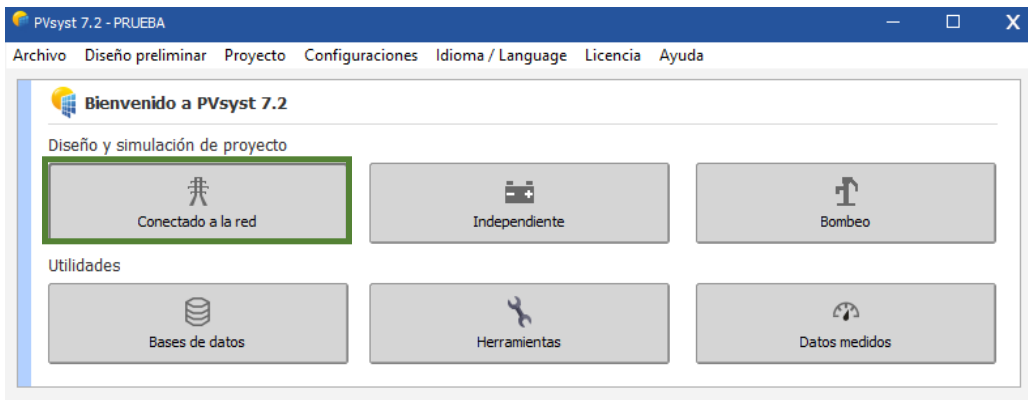 PVsyst 7.2 - PRUEBA
Archivo Diseño preliminar Proyecto Configuraciones Idioma / Language Licencia Ayuda
Bienvenido a PVsyst 7.2
Diseño y simulación de proyecto
Conectado a la red Independiente Bombeo
Utilidades
Bases de datos Herramientas Datos medidos